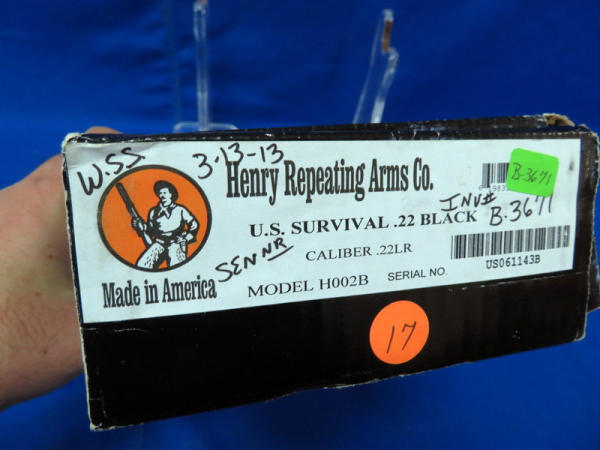 W.S.S.
3-13-13
Henry Repeating Arms Co.
B-3671
U.S. SURVIVAL .22 BLACK
INV#
B-3671
SENNR
CALIBER .22LR
Made in America
MODEL H002B
SERIAL NO.
US061143B
17